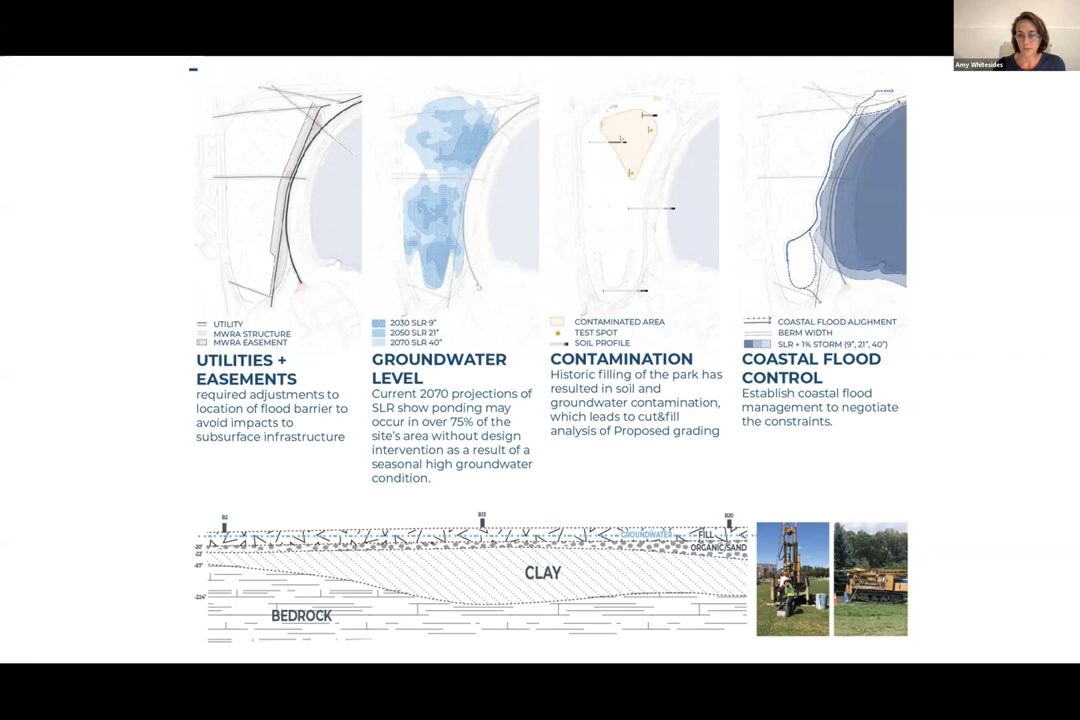 Amy Whitesides
UTILITY
MWRA STRUCTURE
MWRA EASEMENT
UTILITIES +
EASEMENTS
required adjustments to
location of flood barrier to
avoid impacts to
subsurface infrastructure
2030 SLR 9"
2050 SLR 21"
2070 SLR 40"
GROUNDWATER
LEVEL
Current 2070 projections of
SLR show ponding may
occur in over 75% of the
site's area without design
intervention as a result of a
seasonal high groundwater
condition.
CONTAMINATED AREA
TEST SPOT
SOIL PROFILE
CONTAMINATION
Historic filling of the park has
resulted in soil and
groundwater contamination,
which leads to cut&fill
analysis of Proposed grading
COASTAL FLOOD ALIGHMENT
BERM WIDTH
SLR + 1% STORM (9", 21", 40")
COASTAL FLOOD
CONTROL
Establish coastal flood
management to negotiate
the constraints.
B2
B13
B20
GROUNDWATER
FILL
ORGANIC/SAND
CLAY
BEDROCK